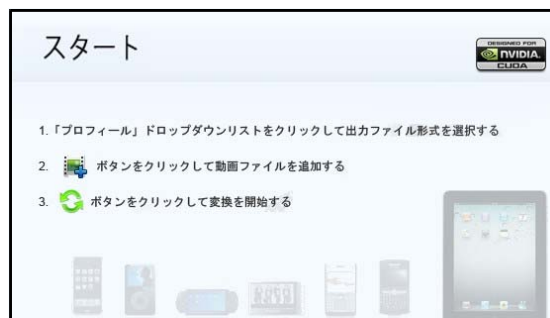 スタート
DESIGNED FOR
NVIDIA.
CUDA
1.「プロフィール」ドロップダウンリストをクリックして出力ファイル形式を選択する
2. ボタンをクリックして動画ファイルを追加する
3. ボタンをクリックして変換を開始する